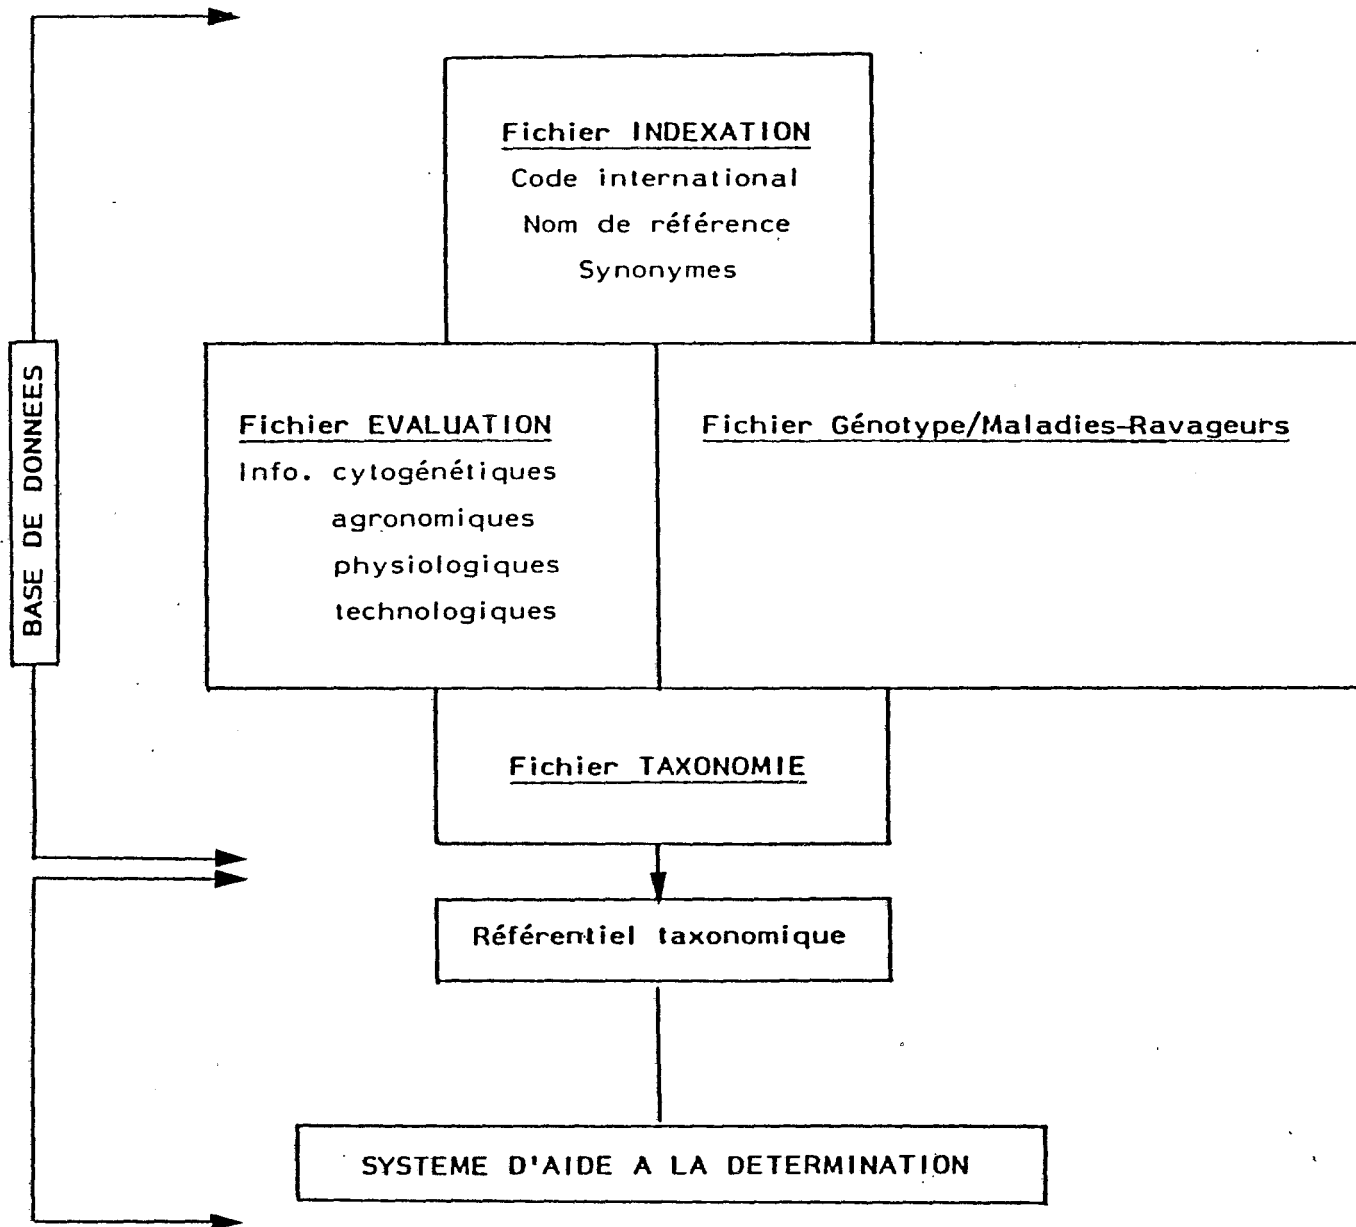 Fichier INDEXATION
Code international
Nom de référence
Synonymes
BASE DE DONNEES
Fichier EVALUATION
Info. cytogénétiques
agronomiques
physiologiques
technologiques
Fichier Génotype/Maladies-Ravageurs
Fichier TAXONOMIE
Référentiel taxonomique
SYSTEME D'AIDE A LA DETERMINATION